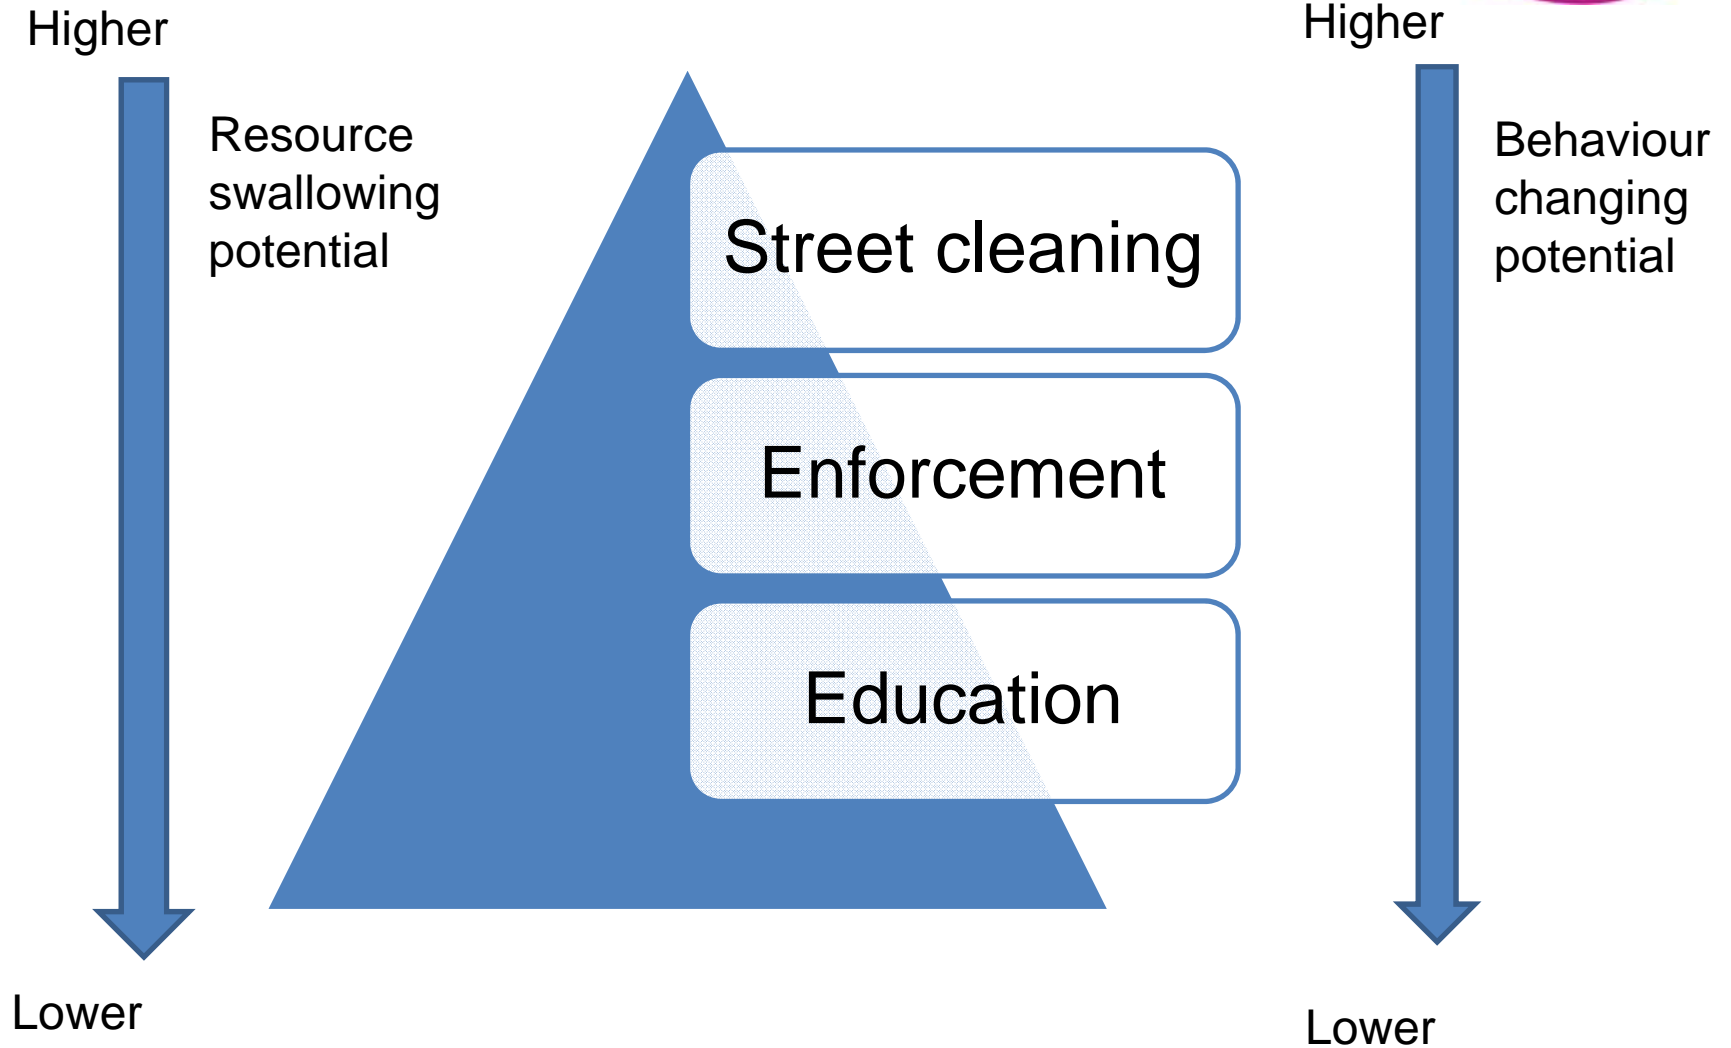 Higher
Higher
Resource
swallowing
potential
Behaviour
changing
potential
Street cleaning
Enforcement
Education
Lower
Lower